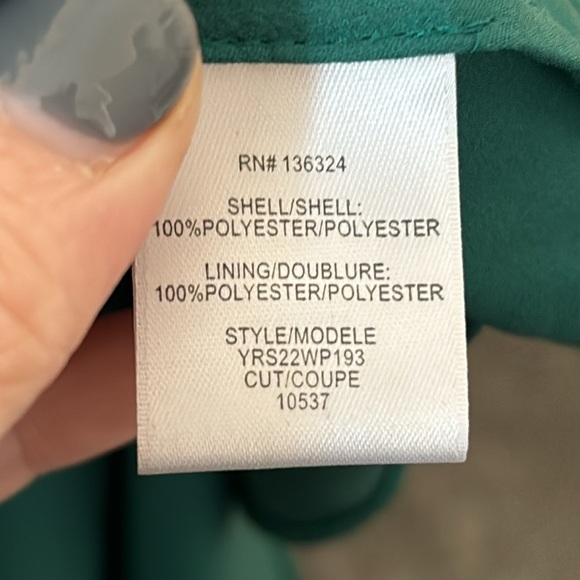 RN# 136324
SHELL/SHELL:
100%POLYESTER/POLYESTER
LINING/DOUBLURE:
100%POLYESTER/POLYESTER
STYLE/MODELE
YRS22WP193
CUT/COUPE
10537